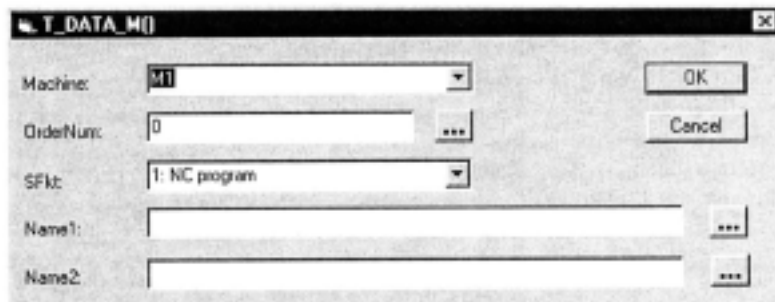 T_DATA_M()
Machine: M1 OK
OrderNum: 0 ... Cancel
SFkt: 1: NC program
Name1: ...
Name2: ...